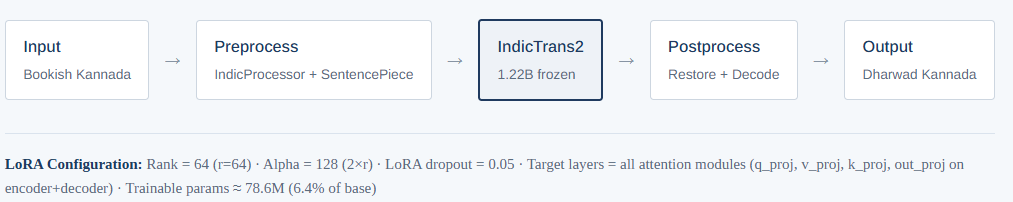 Input
Bookish Kannada
→
Preprocess
IndicProcessor + SentencePiece
→
IndicTrans2
1.22B frozen
→
Postprocess
Restore + Decode
→
Output
Dharwad Kannada
LoRA Configuration: Rank = 64 (r=64) · Alpha = 128 (2×r) · LoRA dropout = 0.05 · Target layers = all attention modules (q_proj, v_proj, k_proj, out_proj on
encoder+decoder) · Trainable params ≈ 78.6M (6.4% of base)